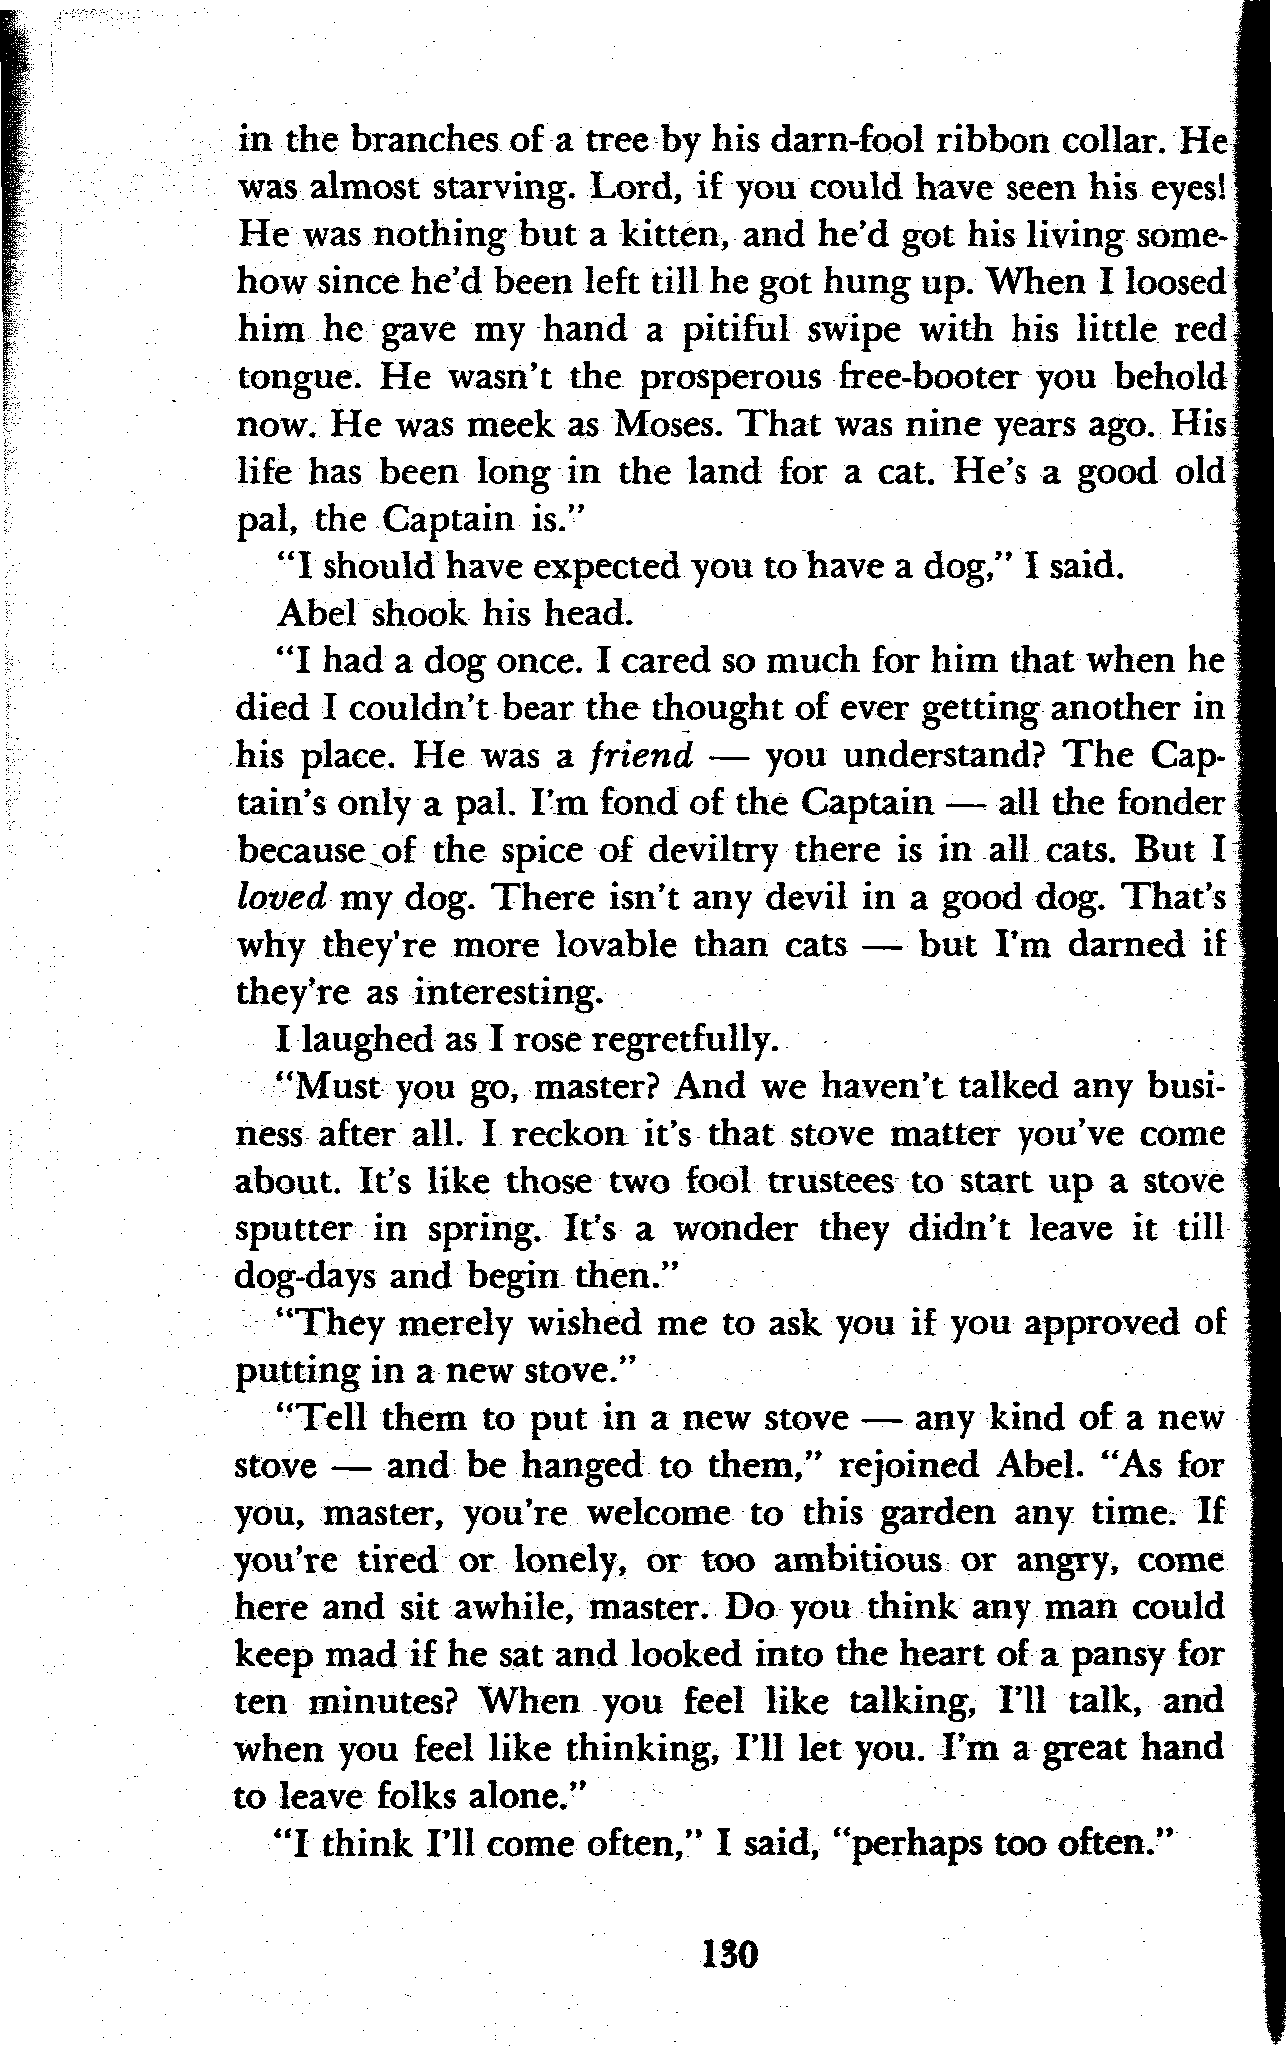 in the branches of a tree by his darn-fool ribbon collar. He
was almost starving. Lord, if you could have seen his eyes!
He was nothing but a kitten, and he'd got his living some-
how since he'd been left till he got hung up. When I loosed
him he gave my hand a pitiful swipe with his little red
tongue. He wasn't the prosperous free-booter you behold
now. He was meek as Moses. That was nine years ago. His
life has been long in the land for a cat. He's a good old
pal, the Captain is."
"I should have expected you to have a dog," I said.
Abel shook his head.
"I had a dog once. I cared so much for him that when he
died I couldn't bear the thought of ever getting another in
his place. He was a friend — you understand? The Cap-
tain's only a pal. I'm fond of the Captain — all the fonder
because of the spice of deviltry there is in all cats. But I
loved my dog. There isn't any devil in a good dog. That's
why they're more lovable than cats — but I'm darned if
they're as interesting.
I laughed as I rose regretfully.
"Must you go, master? And we haven't talked any busi-
ness after all. I reckon it's that stove matter you've come
about. It's like those two fool trustees to start up a stove
sputter in spring. It's a wonder they didn't leave it till
dog-days and begin then."
"They merely wished me to ask you if you approved of
putting in a new stove."
"Tell them to put in a new stove — any kind of a new
stove — and be hanged to them," rejoined Abel. "As for
you, master, you're welcome to this garden any time. If
you're tired or lonely, or too ambitious or angry, come
here and sit awhile, master. Do you think any man could
keep mad if he sat and looked into the heart of a pansy for
ten minutes? When you feel like talking, I'll talk, and
when you feel like thinking, I'll let you. I'm a great hand
to leave folks alone."
"I think I'll come often," I said, "perhaps too often."
130